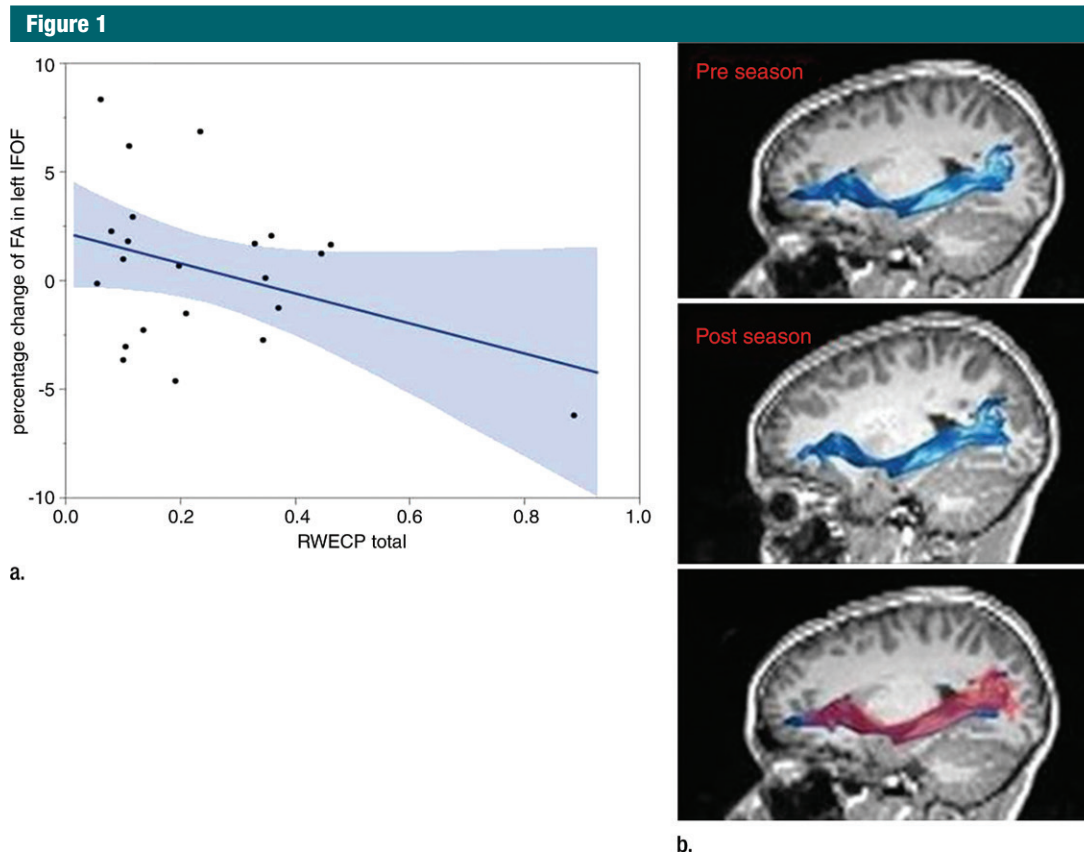 Figure 1
10
5
0
-5
-10
percentage change of FA in left IFOF
0.0 0.2 0.4 0.6 0.8 1.0
RWECP total
a.
Pre season
Post season
b.